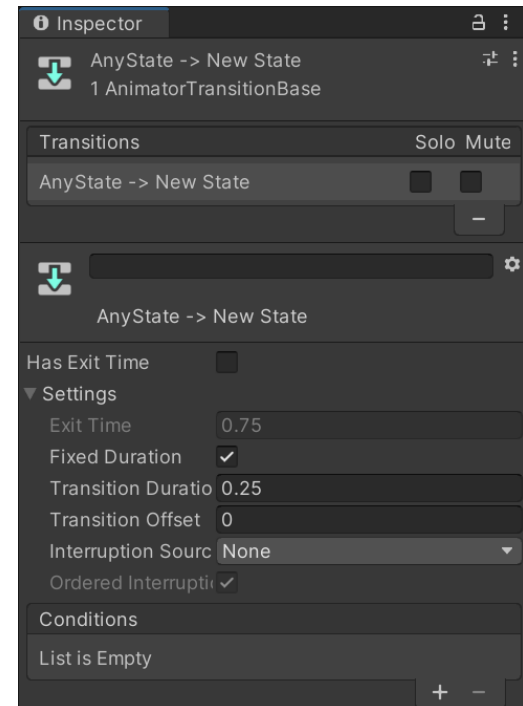 Inspector
AnyState -> New State
1 AnimatorTransitionBase
Transitions Solo Mute
AnyState -> New State
AnyState -> New State
Has Exit Time
Settings
Exit Time 0.75
Fixed Duration
Transition Duratio 0.25
Transition Offset 0
Interruption Sourc None
Ordered Interrupti
Conditions
List is Empty